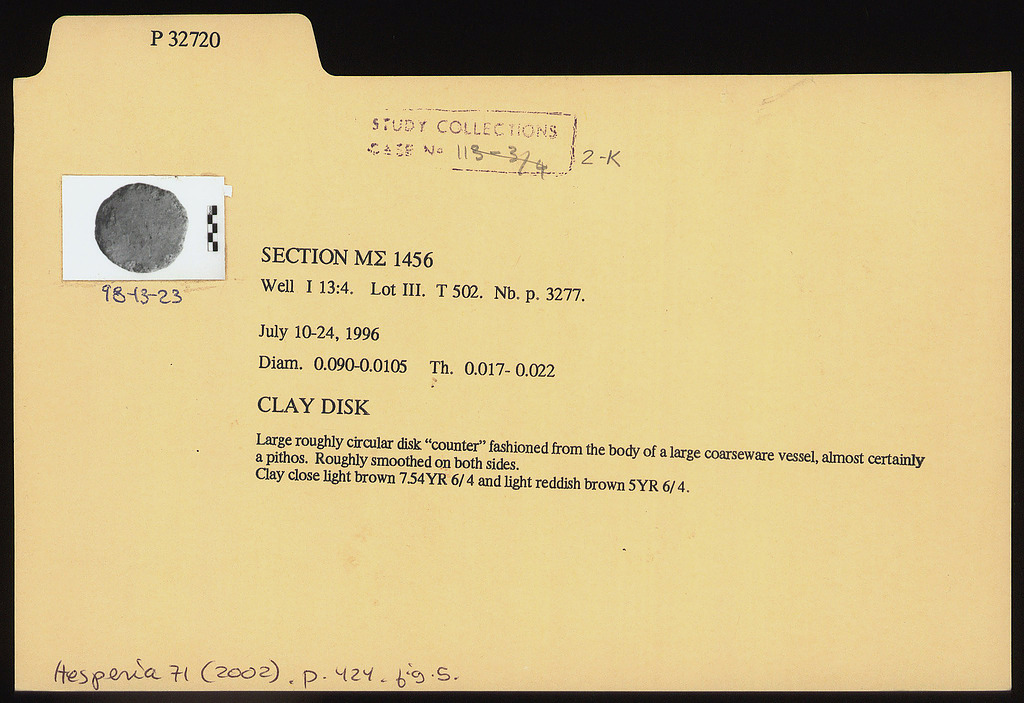 P 32720
STUDY COLLECTIONS
CASE No 113-3/4 2-K
98-13-23
SECTION ΜΣ 1456
Well I 13:4. Lot III. T 502. Nb. p. 3277.
July 10-24, 1996
Diam. 0.090-0.0105 Th. 0.017- 0.022
CLAY DISK
Large roughly circular disk “counter” fashioned from the body of a large coarseware vessel, almost certainly
a pithos. Roughly smoothed on both sides.
Clay close light brown 7.54YR 6/ 4 and light reddish brown 5YR 6/ 4.
Hesperia 71 (2002). p. 424. fig. 5.